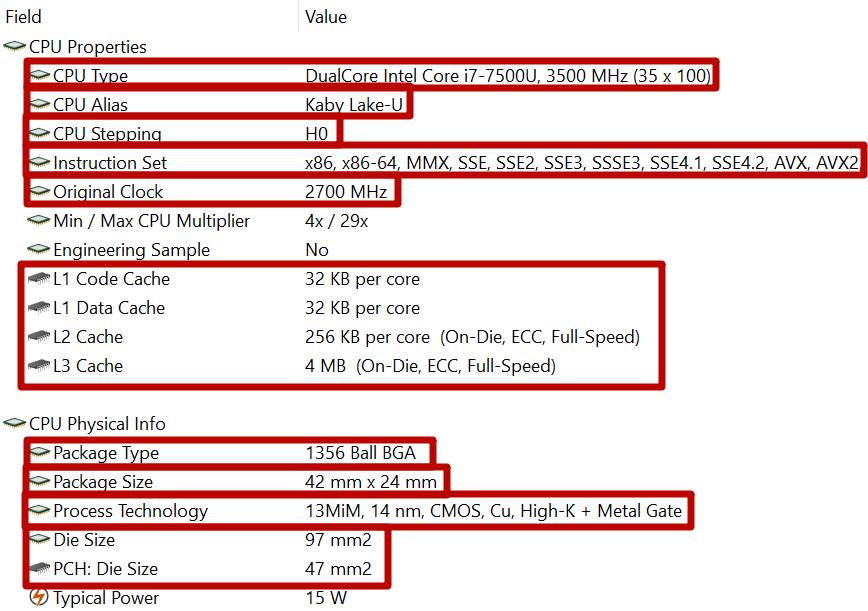 Field Value
CPU Properties
CPU Type DualCore Intel Core i7-7500U, 3500 MHz (35 x 100)
CPU Alias Kaby Lake-U
CPU Stepping H0
Instruction Set x86, x86-64, MMX, SSE, SSE2, SSE3, SSSE3, SSE4.1, SSE4.2, AVX, AVX2
Original Clock 2700 MHz
Min / Max CPU Multiplier 4x / 29x
Engineering Sample No
L1 Code Cache 32 KB per core
L1 Data Cache 32 KB per core
L2 Cache 256 KB per core (On-Die, ECC, Full-Speed)
L3 Cache 4 MB (On-Die, ECC, Full-Speed)
CPU Physical Info
Package Type 1356 Ball BGA
Package Size 42 mm x 24 mm
Process Technology 13MiM, 14 nm, CMOS, Cu, High-K + Metal Gate
Die Size 97 mm2
PCH: Die Size 47 mm2
Typical Power 15 W